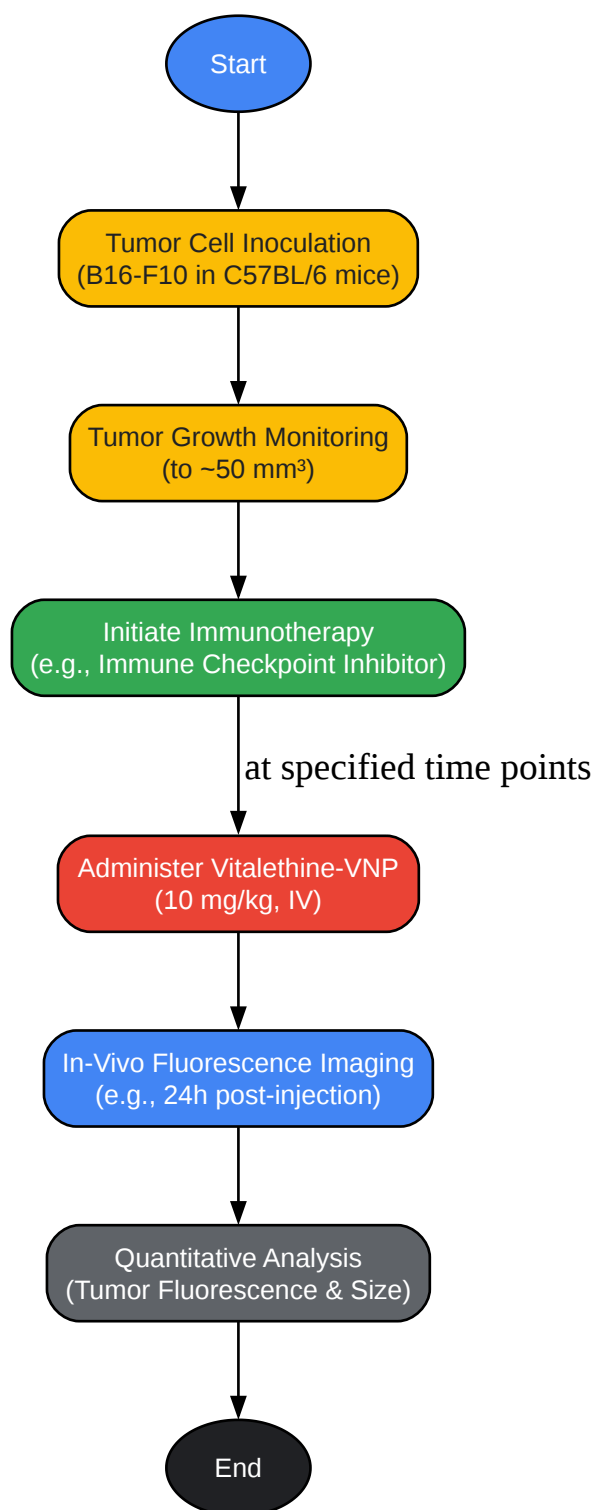 Start
Tumor Cell Inoculation
(B16-F10 in C57BL/6 mice)
Tumor Growth Monitoring
(to ~50 mm³)
Initiate Immunotherapy
(e.g., Immune Checkpoint Inhibitor)
at specified time points
Administer Vitalethine-VNP
(10 mg/kg, IV)
In-Vivo Fluorescence Imaging
(e.g., 24h post-injection)
Quantitative Analysis
(Tumor Fluorescence & Size)
End